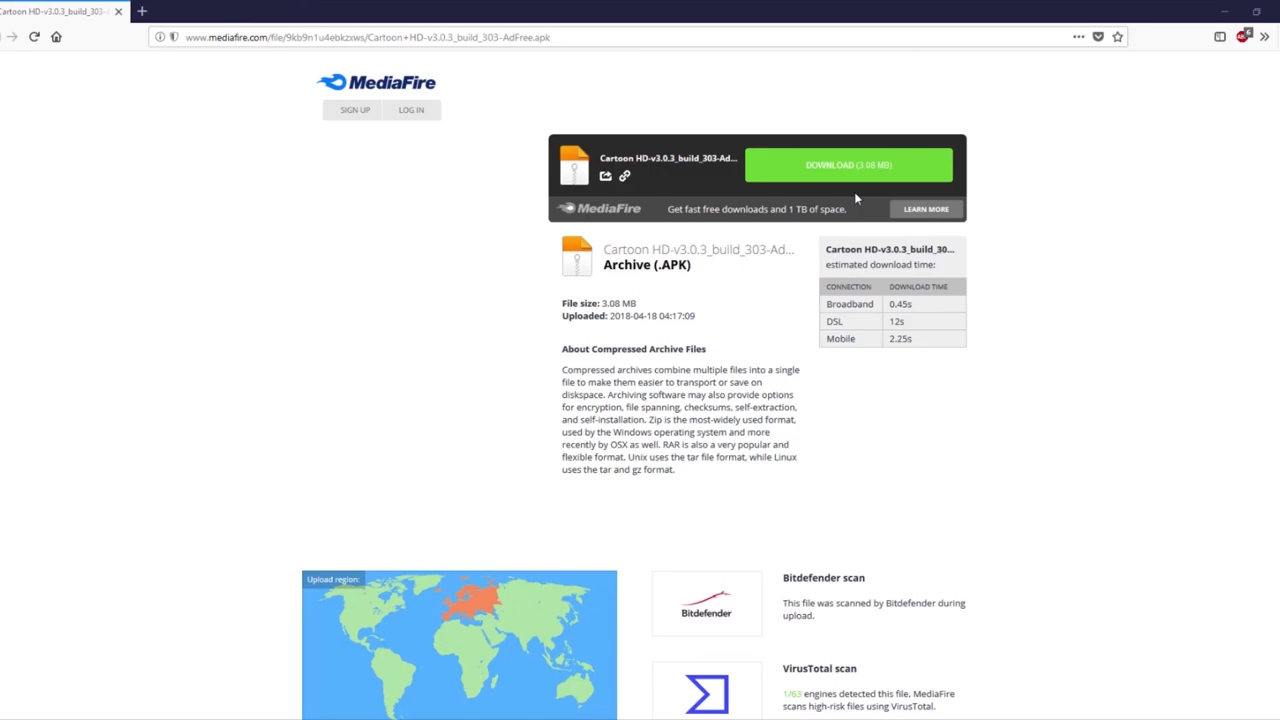 Cartoon HD-v3.0.3_build_303-
www.mediafire.com/file/9kb9n1u4ebkzxws/Cartoon+HD-v3.0.3_build_303-AdFree.apk
6
MediaFire
SIGN UP LOG IN
Cartoon HD-v3.0.3_build_303-Ad...
DOWNLOAD (3.08 MB)
MediaFire Get fast free downloads and 1 TB of space. LEARN MORE
Cartoon HD-v3.0.3_build_303-Ad...
Archive (.APK)
File size: 3.08 MB
Uploaded: 2018-04-18 04:17:09
About Compressed Archive Files
Compressed archives combine multiple files into a single
file to make them easier to transport or save on
diskspace. Archiving software may also provide options
for encryption, file spanning, checksums, self-extraction,
and self-installation. Zip is the most-widely used format,
used by the Windows operating system and more
recently by OSX as well. RAR is also a very popular and
flexible format. Unix uses the tar file format, while Linux
uses the tar and gz format.
Cartoon HD-v3.0.3_build_30...
estimated download time:
CONNECTION DOWNLOAD TIME
Broadband 0.45s
DSL 12s
Mobile 2.25s
Upload region:
Bitdefender
Bitdefender scan
This file was scanned by Bitdefender during
upload.
VirusTotal scan
1/63 engines detected this file. MediaFire
scans high-risk files using VirusTotal.